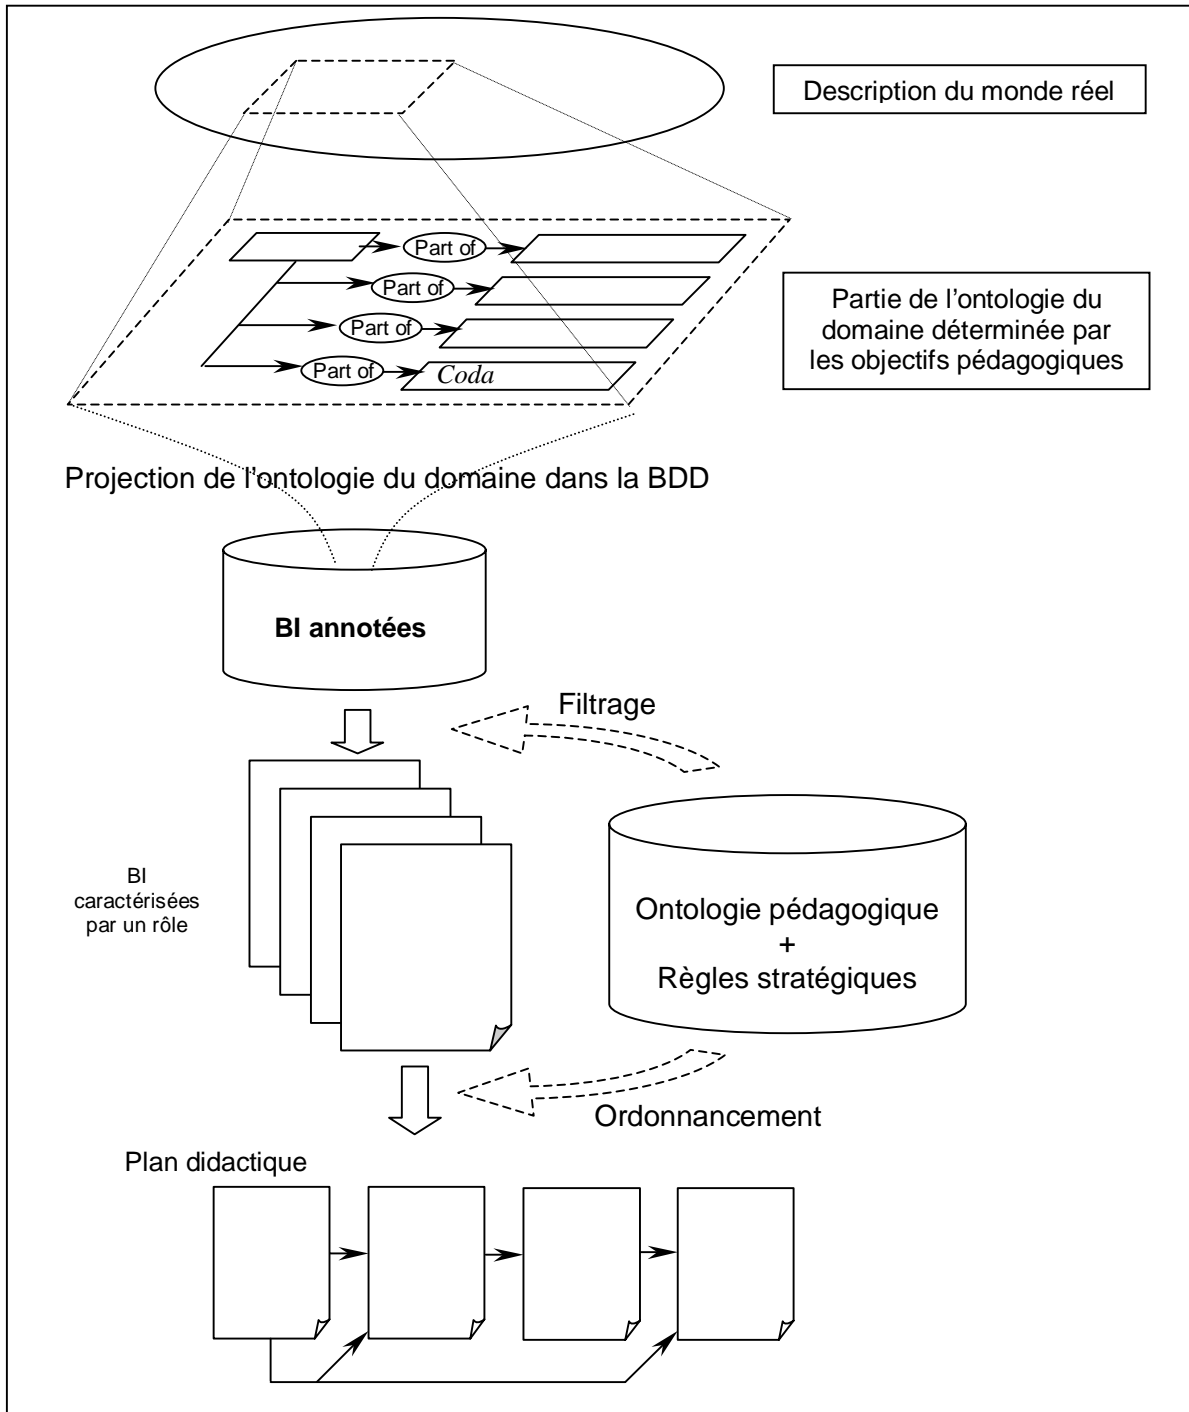 Description du monde réel
Part of
Part of
Part of
Part of
Coda
Partie de l'ontologie du
domaine déterminée par
les objectifs pédagogiques
Projection de l'ontologie du domaine dans la BDD
BI annotées
Filtrage
BI
caractérisées
par un rôle
Ontologie pédagogique
+
Règles stratégiques
Ordonnancement
Plan didactique